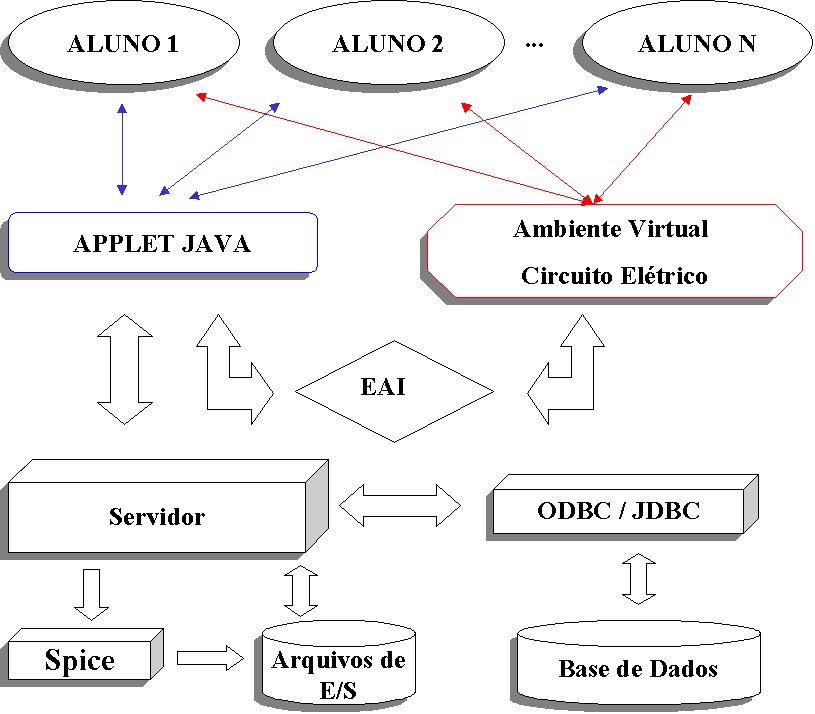 ALUNO 1
ALUNO 2
...
ALUNO N
APPLET JAVA
Ambiente Virtual
Circuito Elétrico
EAI
Servidor
ODBC / JDBC
Spice
Arquivos de
E/S
Base de Dados